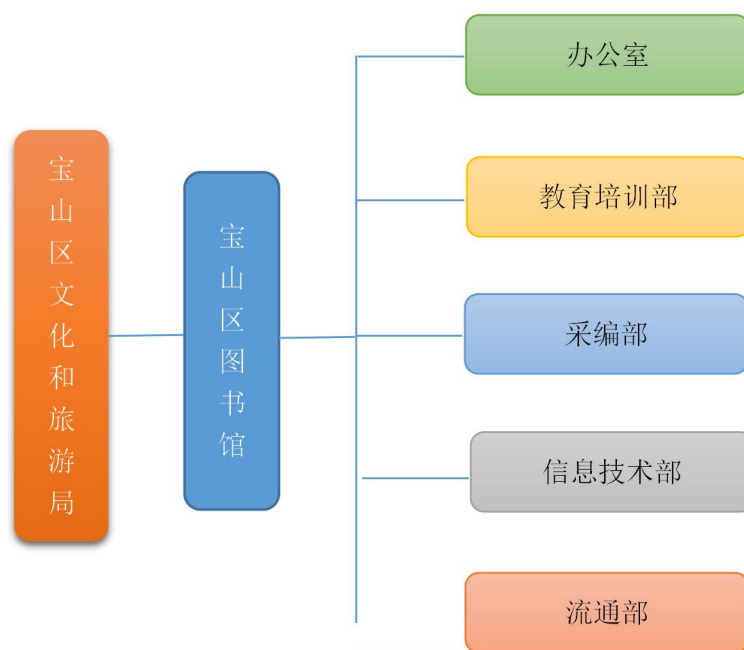 宝山区文化和旅游局
宝山区图书馆
办公室
教育培训部
采编部
信息技术部
流通部